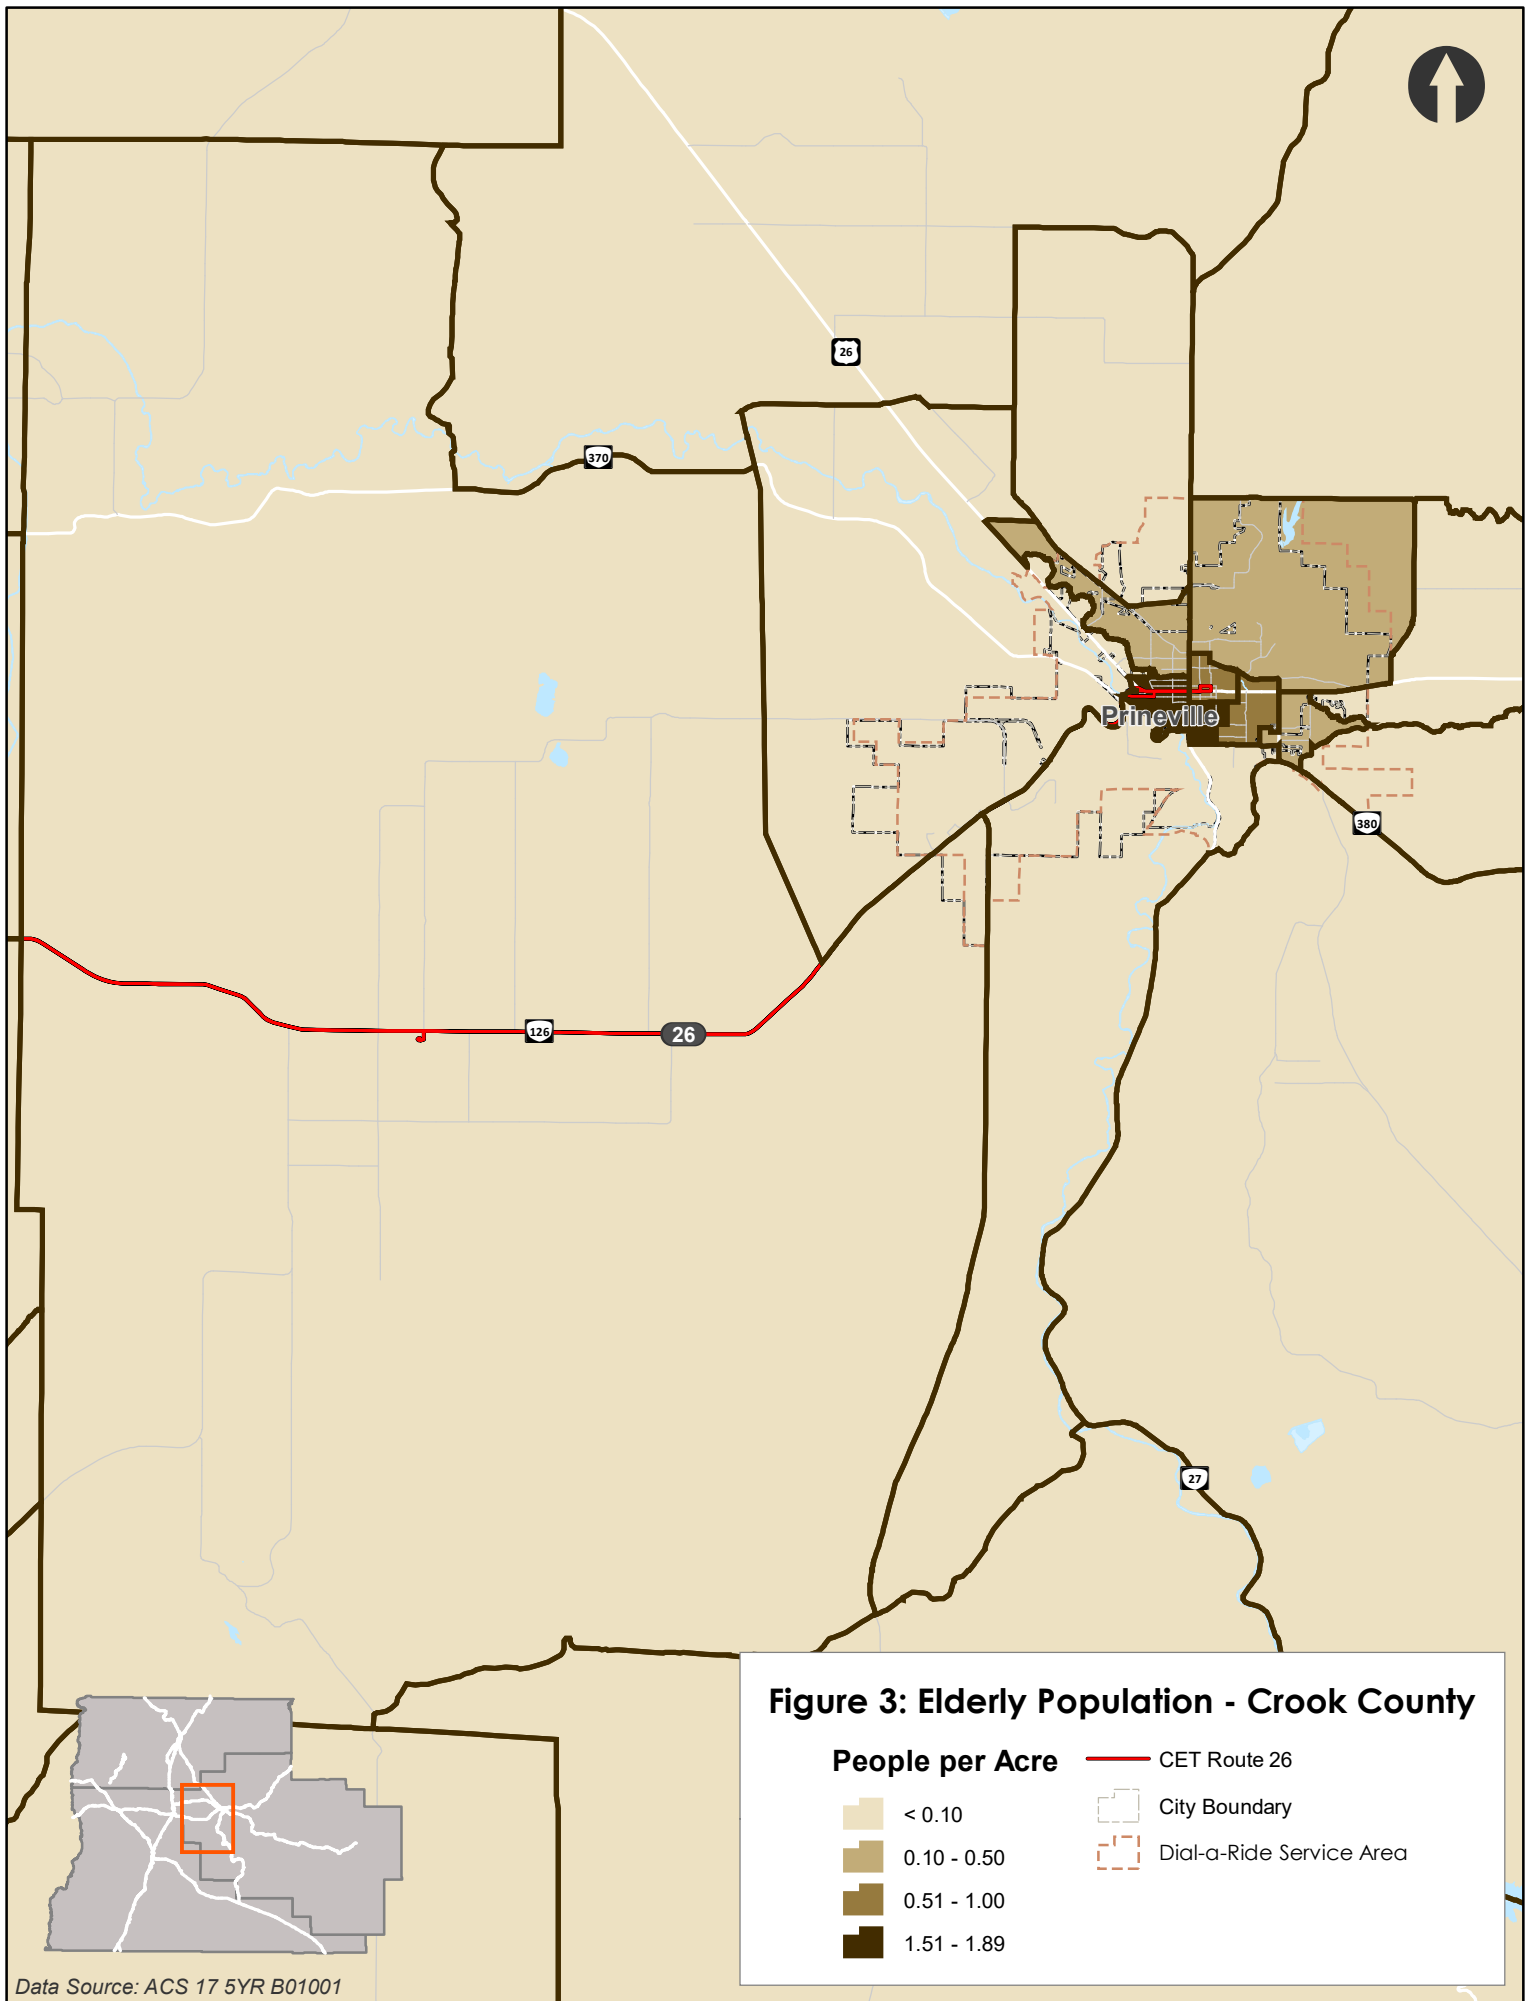 26
370
Prineville
380
126
26
27
Figure 3: Elderly Population - Crook County
People per Acre
< 0.10
0.10 - 0.50
0.51 - 1.00
1.51 - 1.89
CET Route 26
City Boundary
Dial-a-Ride Service Area
Data Source: ACS 17 5YR B01001